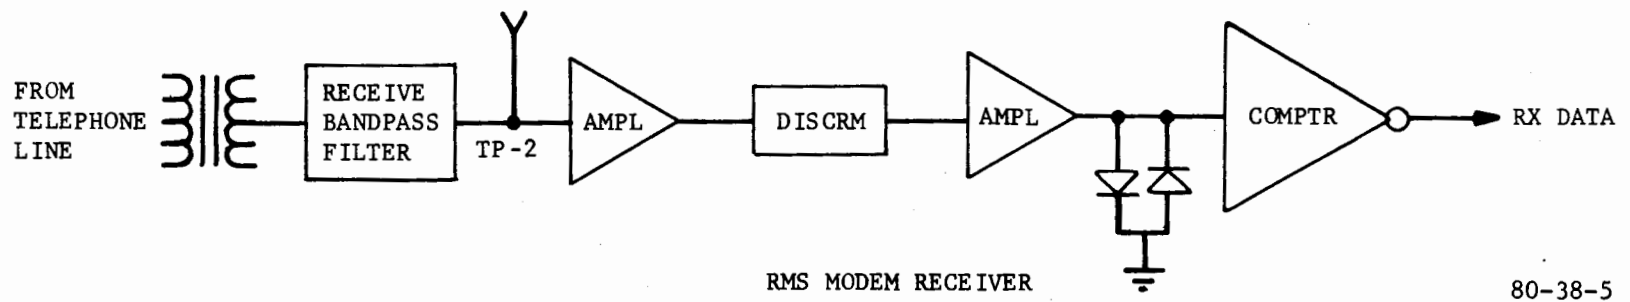 FROM
TELEPHONE
LINE
RECEIVE
BANDPASS
FILTER
TP-2
AMPL
DISCRM
AMPL
COMPTR
RX DATA
RMS MODEM RECEIVER
80-38-5